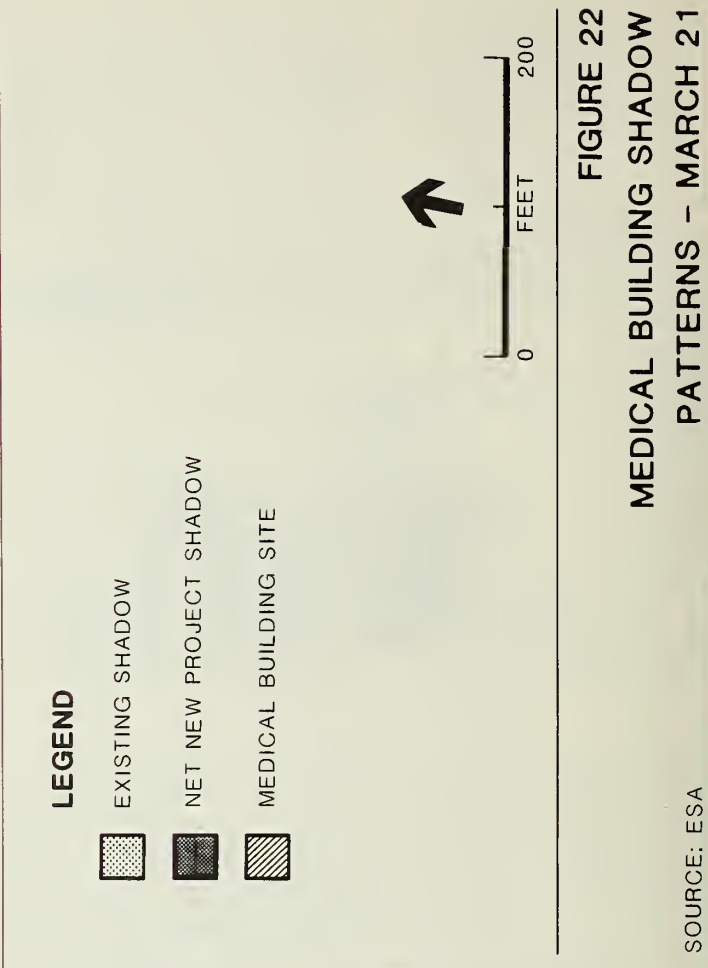 LEGEND
EXISTING SHADOW
NET NEW PROJECT SHADOW
MEDICAL BUILDING SITE
0 FEET 200
FIGURE 22
MEDICAL BUILDING SHADOW
PATTERNS – MARCH 21
SOURCE: ESA